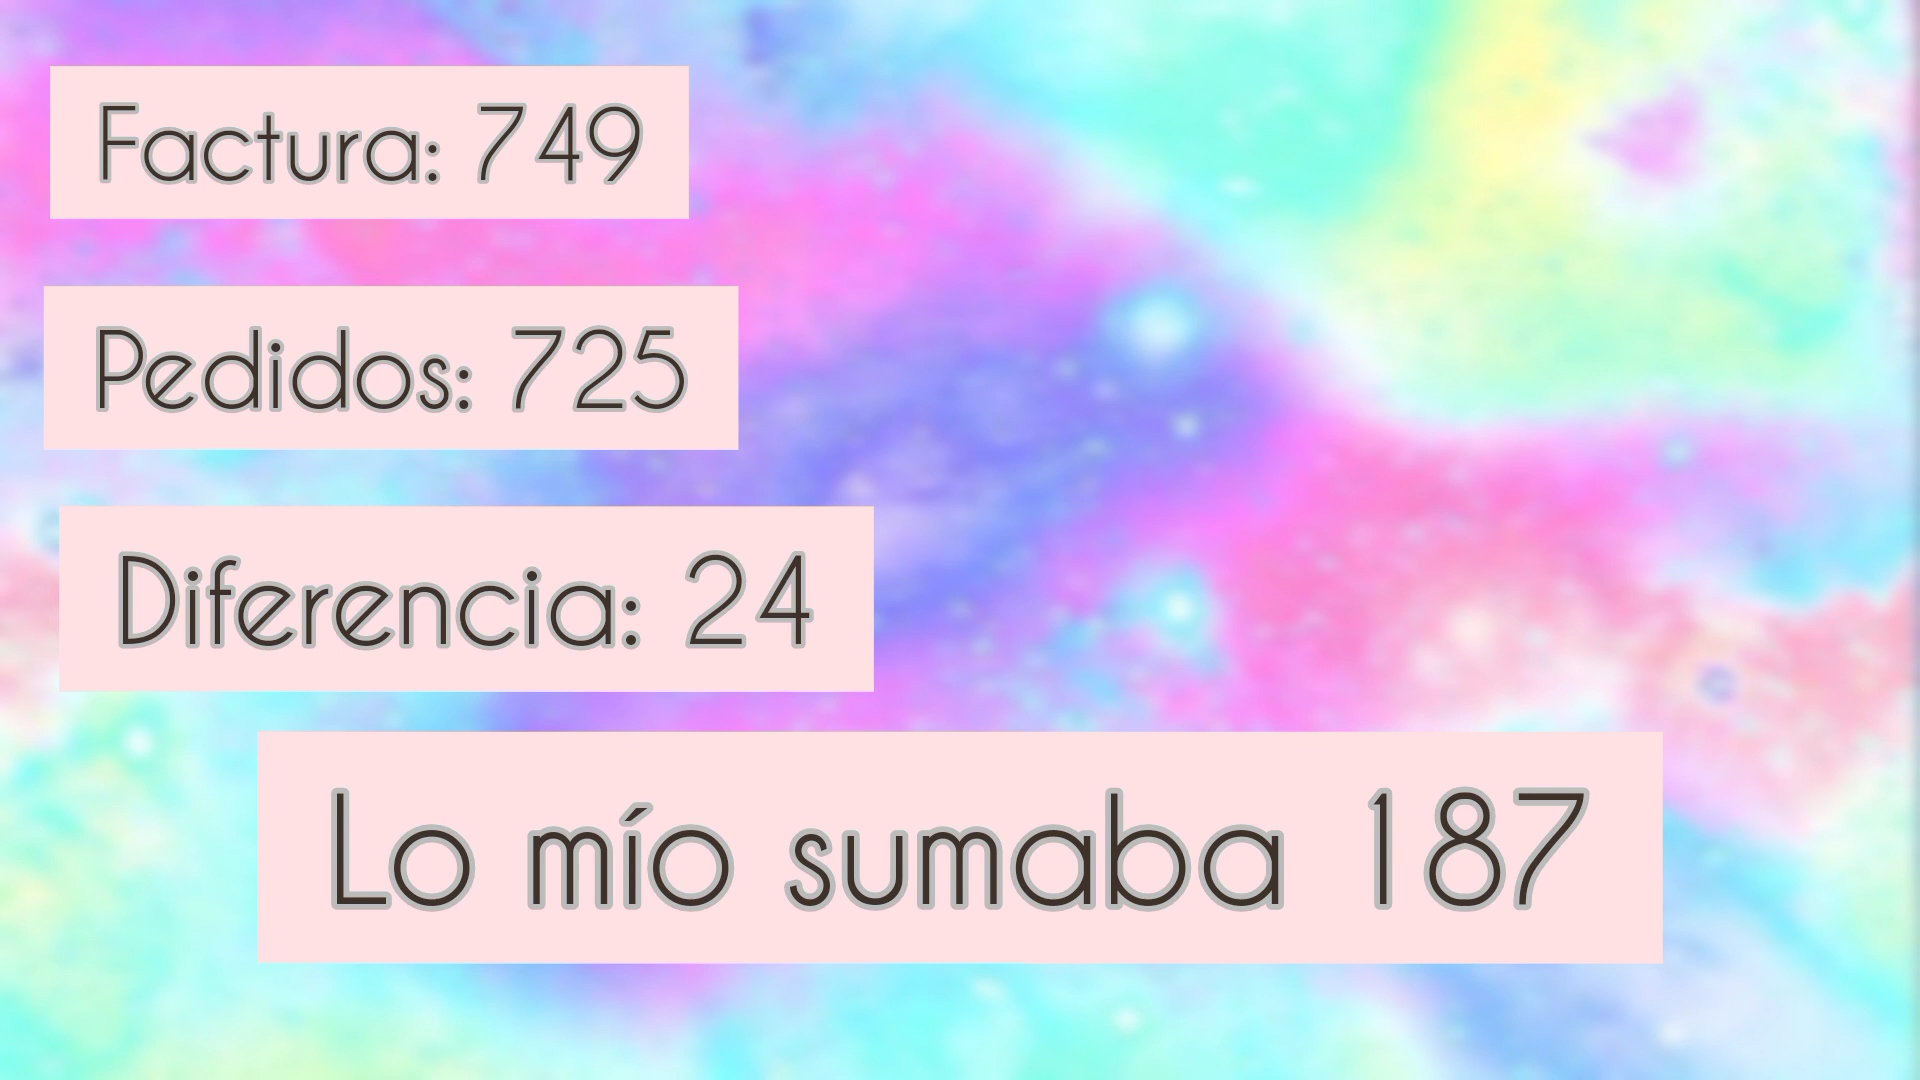 Factura: 749
Pedidos: 725
Diferencia: 24
Lo mío sumaba 187